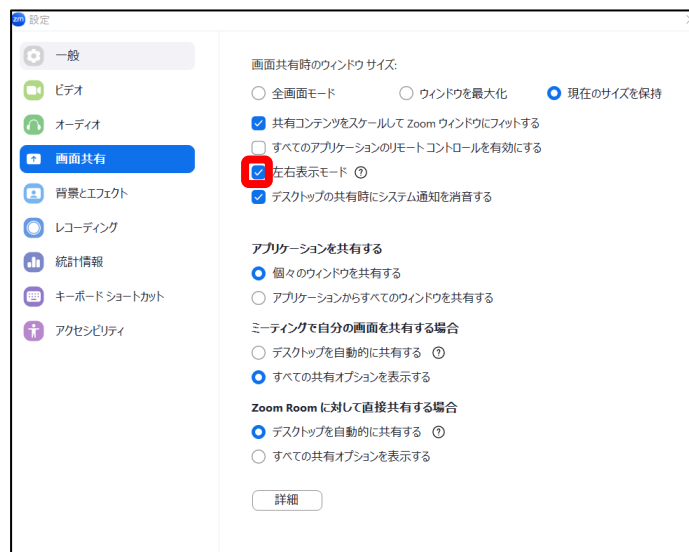 zm 設定
一般
ビデオ
オーディオ
画面共有
背景とエフェクト
レコーディング
統計情報
キーボード ショートカット
アクセシビリティ
画面共有時のウィンドウ サイズ:
全画面モード ウィンドウを最大化 現在のサイズを保持
共有コンテンツをスケールして Zoom ウィンドウにフィットする
すべてのアプリケーションのリモート コントロールを有効にする
左右表示モード ?
デスクトップの共有時にシステム通知を消音する
アプリケーションを共有する
個々のウィンドウを共有する
アプリケーションからすべてのウィンドウを共有する
ミーティングで自分の画面を共有する場合
デスクトップを自動的に共有する ?
すべての共有オプションを表示する
Zoom Room に対して直接共有する場合
デスクトップを自動的に共有する ?
すべての共有オプションを表示する
詳細